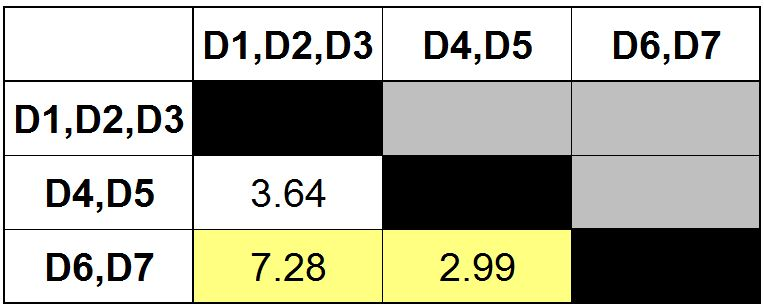 D1,D2,D3 D4,D5 D6,D7
D1,D2,D3
D4,D5 3.64
D6,D7 7.28 2.99